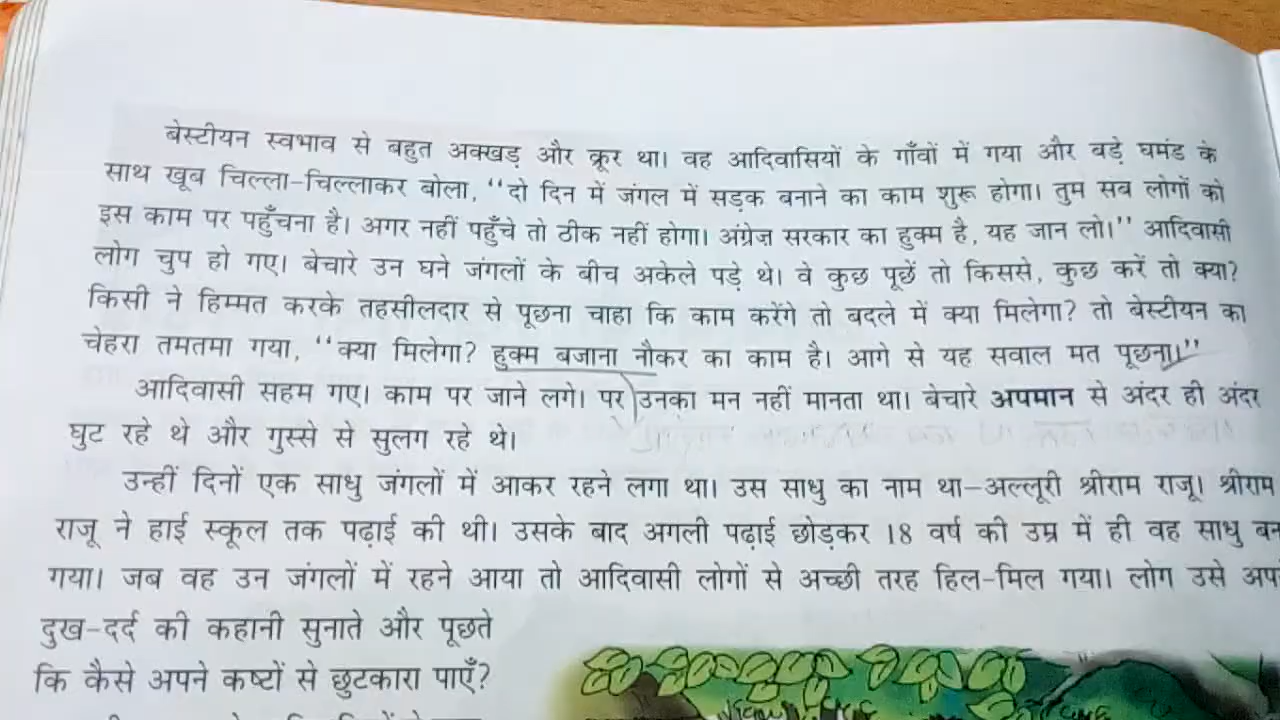 बेस्टीयन स्वभाव से बहुत अक्खड़ और क्रूर था। वह आदिवासियों के गाँवों में गया और बड़े घमंड के
साथ खूब चिल्ला-चिल्लाकर बोला, “दो दिन में जंगल में सड़क बनाने का काम शुरू होगा। तुम सब लोगों को
इस काम पर पहुँचना है। अगर नहीं पहुँचे तो ठीक नहीं होगा। अंग्रेज़ सरकार का हुक्म है, यह जान लो।” आदिवासी
लोग चुप हो गए। बेचारे उन घने जंगलों के बीच अकेले पड़े थे। वे कुछ पूछें तो किससे, कुछ करें तो क्या?
किसी ने हिम्मत करके तहसीलदार से पूछना चाहा कि काम करेंगे तो बदले में क्या मिलेगा? तो बेस्टीयन का
चेहरा तमतमा गया, “क्या मिलेगा? हुक्म बजाना नौकर का काम है। आगे से यह सवाल मत पूछना।”
आदिवासी सहम गए। काम पर जाने लगे। पर उनका मन नहीं मानता था। बेचारे अपमान से अंदर ही अंदर
घुट रहे थे और गुस्से से सुलग रहे थे।
उन्हीं दिनों एक साधु जंगलों में आकर रहने लगा था। उस साधु का नाम था–अल्लूरी श्रीराम राजू। श्रीराम
राजू ने हाई स्कूल तक पढ़ाई की थी। उसके बाद अगली पढ़ाई छोड़कर 18 वर्ष की उम्र में ही वह साधु बन
गया। जब वह उन जंगलों में रहने आया तो आदिवासी लोगों से अच्छी तरह हिल-मिल गया। लोग उसे
दुख-दर्द की कहानी सुनाते और पूछते
कि कैसे अपने कष्टों से छुटकारा पाएँ?